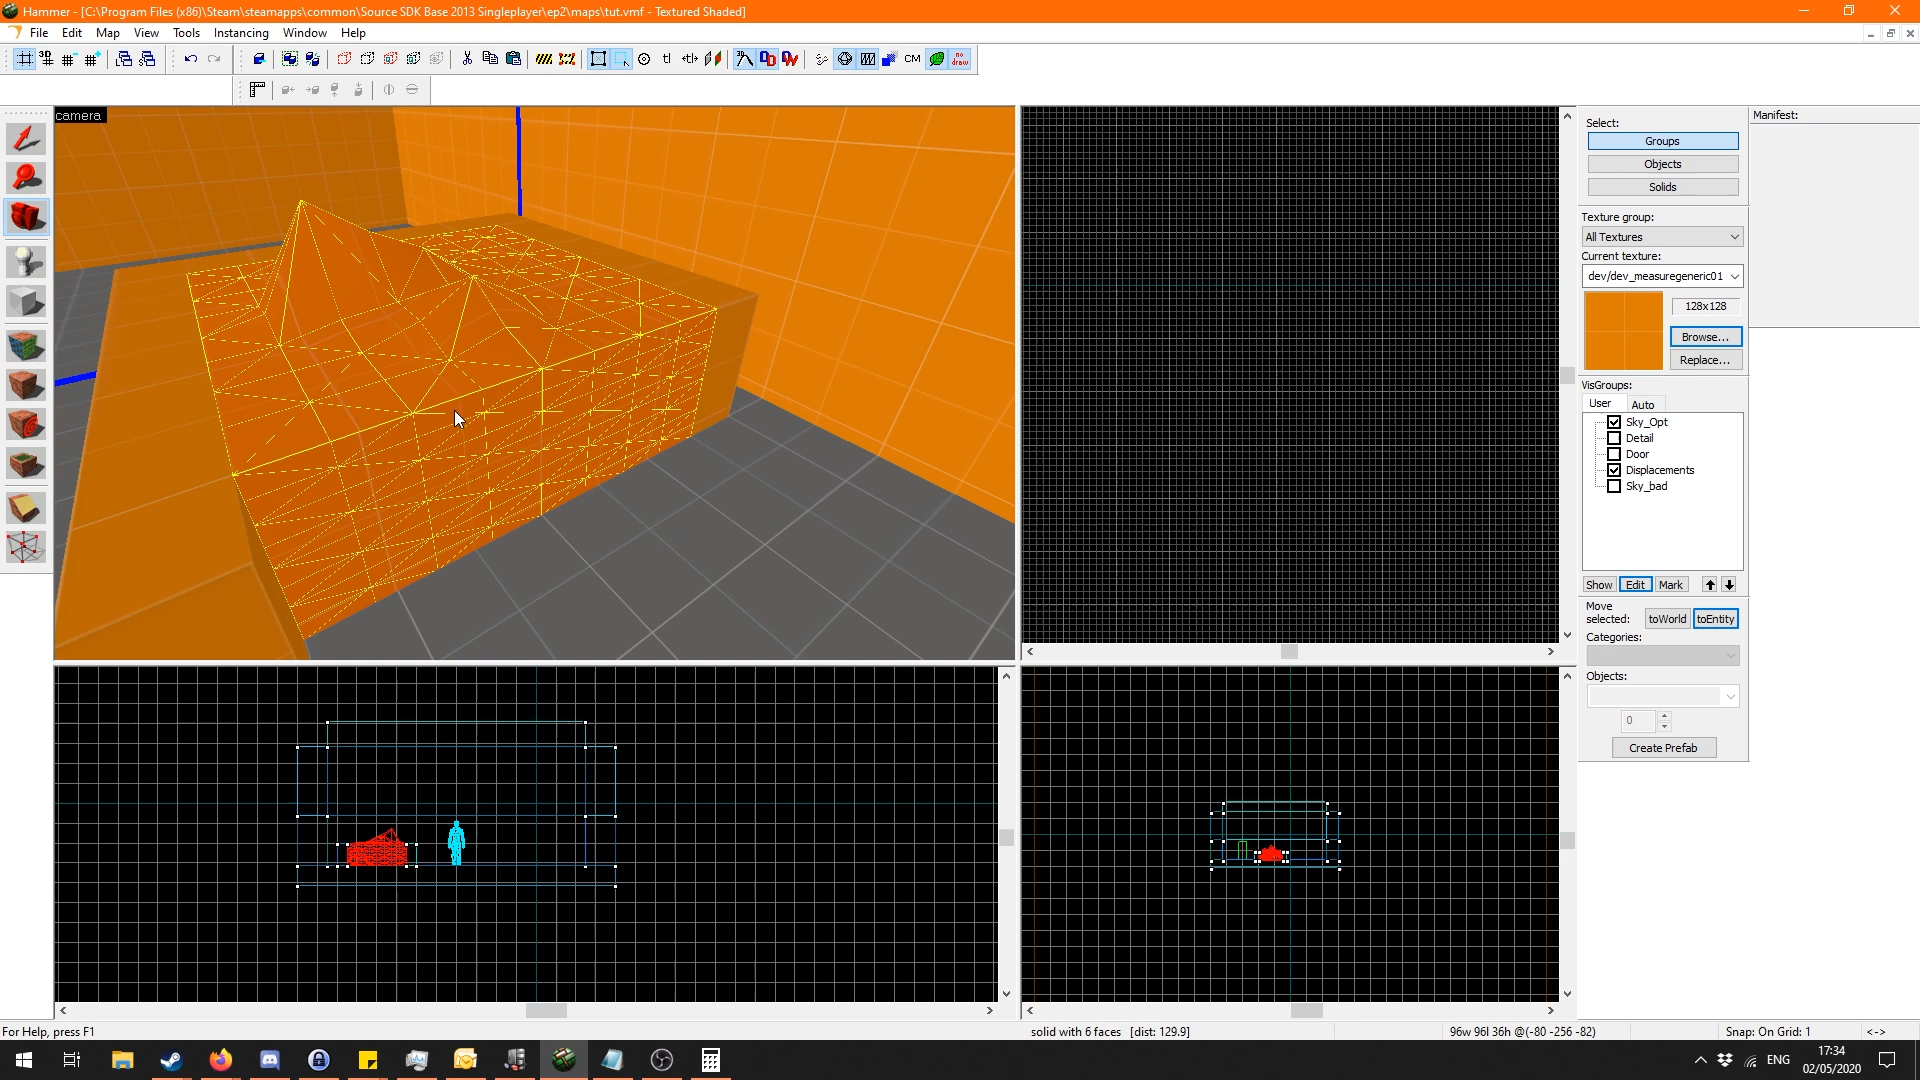 Hammer - [C:\Program Files (x86)\Steam\steamapps\common\Source SDK Base 2013 Singleplayer\ep2\maps\tut.vmf - Textured Shaded]
File Edit Map View Tools Instancing Window Help
3D
tl
CM
no draw
camera
Select:
Groups
Objects
Solids
Texture group:
All Textures
Current texture:
dev/dev_measuregeneric01
128x128
Browse...
Replace...
VisGroups:
User Auto
Sky_Opt
Detail
Door
Displacements
Sky_bad
Show Edit Mark
Move selected: toWorld toEntity
Categories:
Objects:
0
Create Prefab
Manifest:
For Help, press F1
solid with 6 faces [dist: 129.9]
96w 96l 36h @(-80 -256 -82)
Snap: On Grid: 1
<->
ENG
17:34
02/05/2020